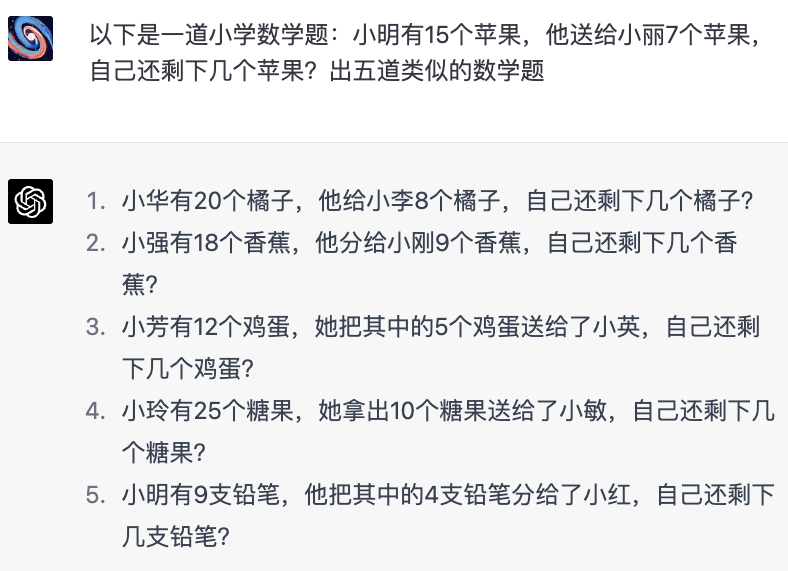 以下是一道小学数学题：小明有15个苹果，他送给小丽7个苹果，
自己还剩下几个苹果？出五道类似的数学题
1. 小华有20个橘子，他给小李8个橘子，自己还剩下几个橘子?
2. 小强有18个香蕉，他分给小刚9个香蕉，自己还剩下几个香
蕉?
3. 小芳有12个鸡蛋，她把其中的5个鸡蛋送给了小英，自己还剩
下几个鸡蛋?
4. 小玲有25个糖果，她拿出10个糖果送给了小敏，自己还剩下几
个糖果?
5. 小明有9支铅笔，他把其中的4支铅笔分给了小红，自己还剩下
几支铅笔?